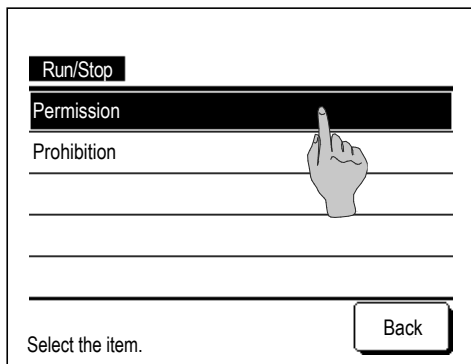 Run/Stop
Permission
Prohibition
Select the item.
Back